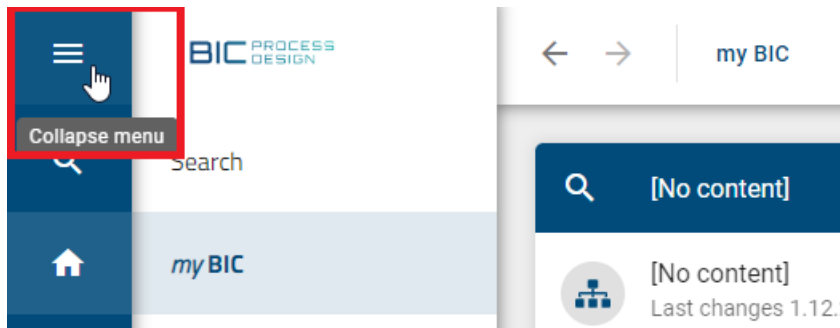 BIC PROCESS DESIGN
my BIC
Collapse menu
Search
[No content]
my BIC
[No content]
Last changes 1.12.